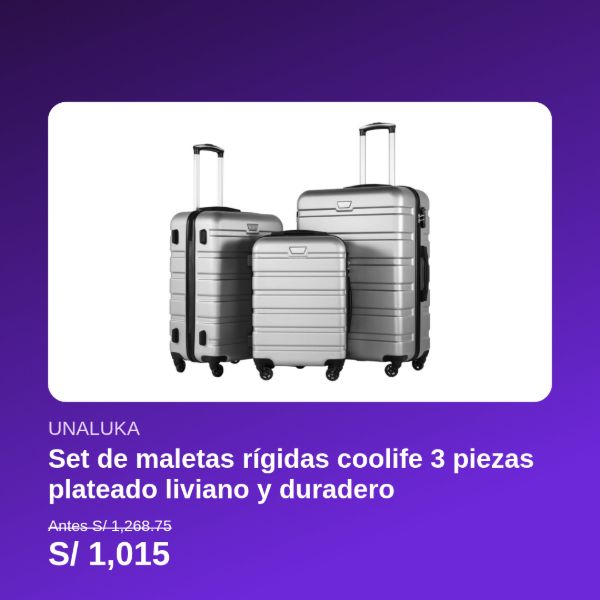 UNALUKA
Set de maletas rígidas coolife 3 piezas
plateado liviano y duradero
Antes S/ 1,268.75
S/ 1,015